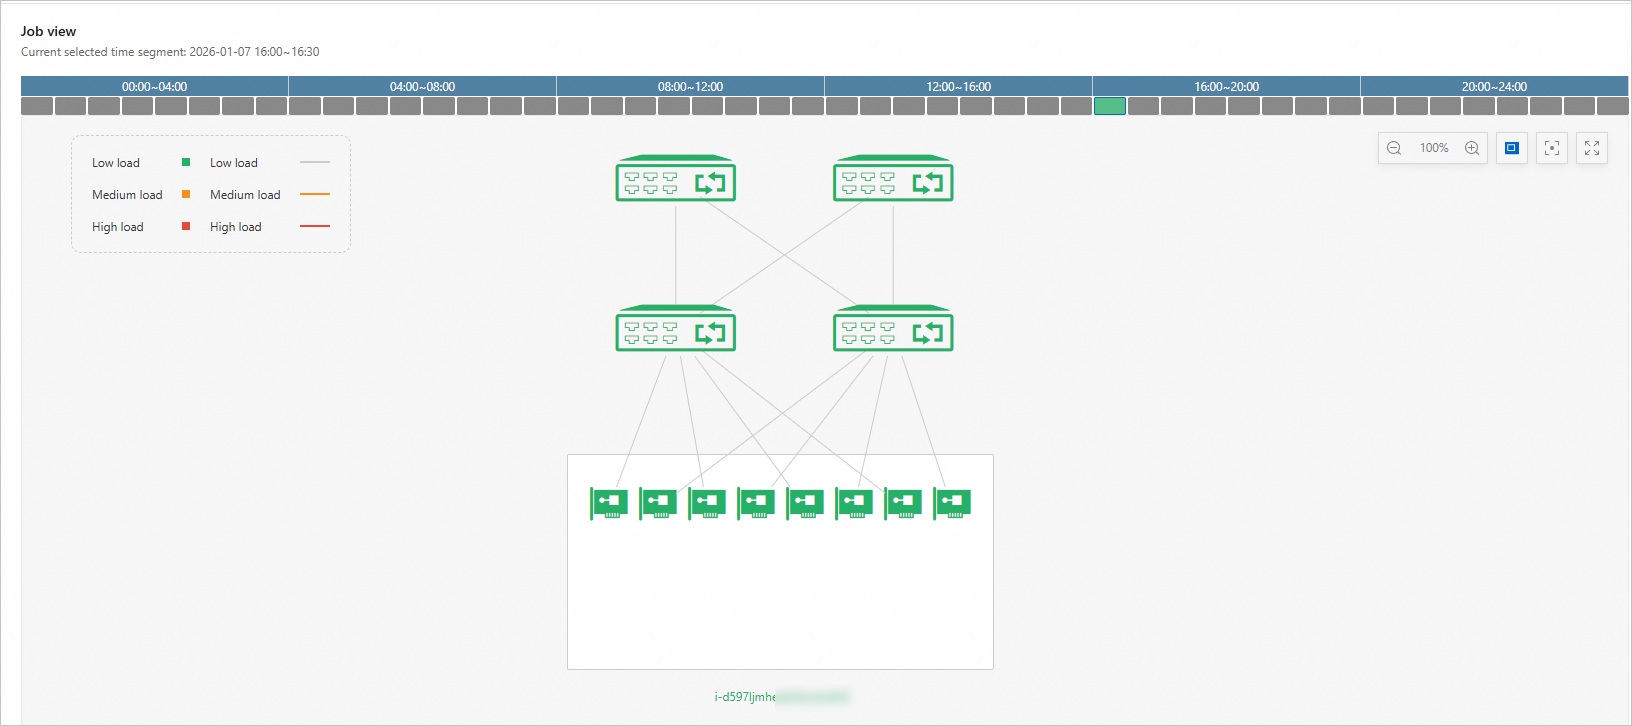 Job view
Current selected time segment: 2026-01-07 16:00~16:30
00:00~04:00 04:00~08:00 08:00~12:00 12:00~16:00 16:00~20:00 20:00~24:00
Low load Low load
Medium load Medium load
High load High load
100%